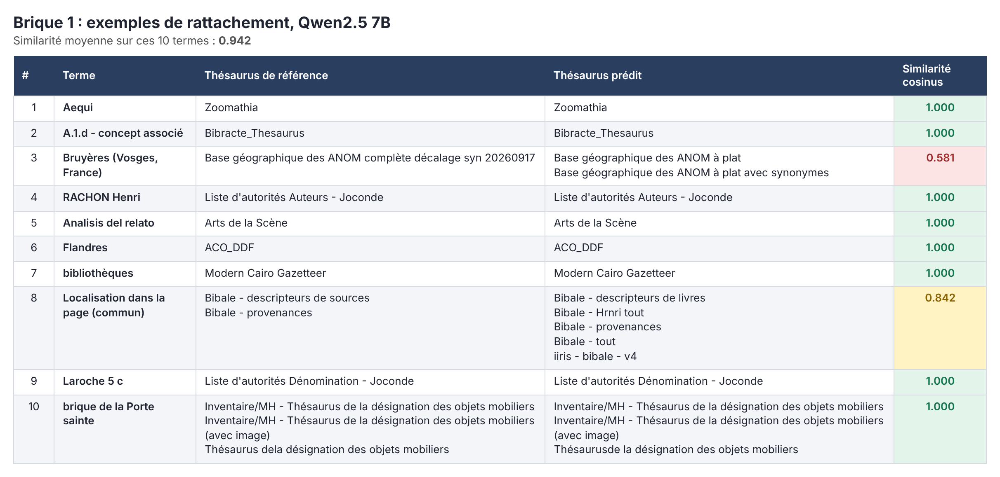 Brique 1 : exemples de rattachement, Qwen2.5 7B
Similarité moyenne sur ces 10 termes : 0.942
# Terme Thésaurus de référence Thésaurus prédit Similarité cosinus
1 Aequi Zoomathia Zoomathia 1.000
2 A.1.d - concept associé Bibracte_Thesaurus Bibracte_Thesaurus 1.000
3 Bruyères (Vosges, Base géographique des ANOM complète décalage syn 20260917 Base géographique des ANOM à plat 0.581
France) Base géographique des ANOM à plat avec synonymes
4 RACHON Henri Liste d'autorités Auteurs - Joconde Liste d'autorités Auteurs - Joconde 1.000
5 Analisis del relato Arts de la Scène Arts de la Scène 1.000
6 Flandres ACO_DDF ACO_DDF 1.000
7 bibliothèques Modern Cairo Gazetteer Modern Cairo Gazetteer 1.000
8 Localisation dans la Bibale - descripteurs de sources Bibale - descripteurs de livres 0.842
page (commun) Bibale - provenances Bibale - Hrnri tout
Bibale - provenances
Bibale - tout
iiris - bibale - v4
9 Laroche 5 c Liste d'autorités Dénomination - Joconde Liste d'autorités Dénomination - Joconde 1.000
10 brique de la Porte Inventaire/MH - Thésaurus de la désignation des objets mobiliers Inventaire/MH - Thésaurus de la désignation des objets mobiliers 1.000
sainte Inventaire/MH - Thésaurus de la désignation des objets mobiliers Inventaire/MH - Thésaurus de la désignation des objets mobiliers
(avec image) (avec image)
Thésaurus dela désignation des objets mobiliers Thésaurusde la désignation des objets mobiliers